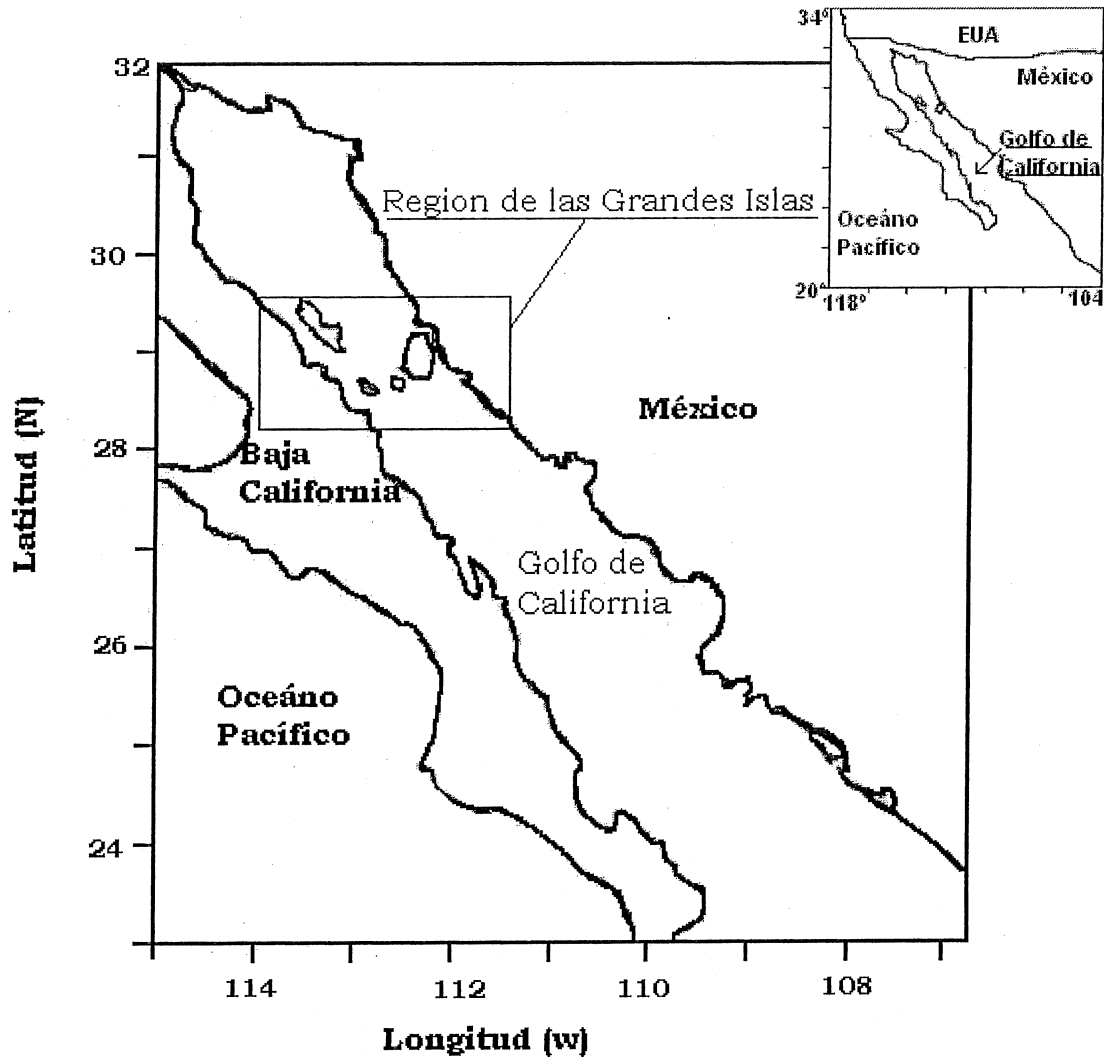 34°
EUA
México
Golfo de
California
Oceáno
Pacífico
20°
118°
104
32
30
28
26
24
Latitud (N)
Region de las Grandes Islas
México
Baja
California
Golfo de
California
Oceáno
Pacífico
114
112
110
108
Longitud (w)